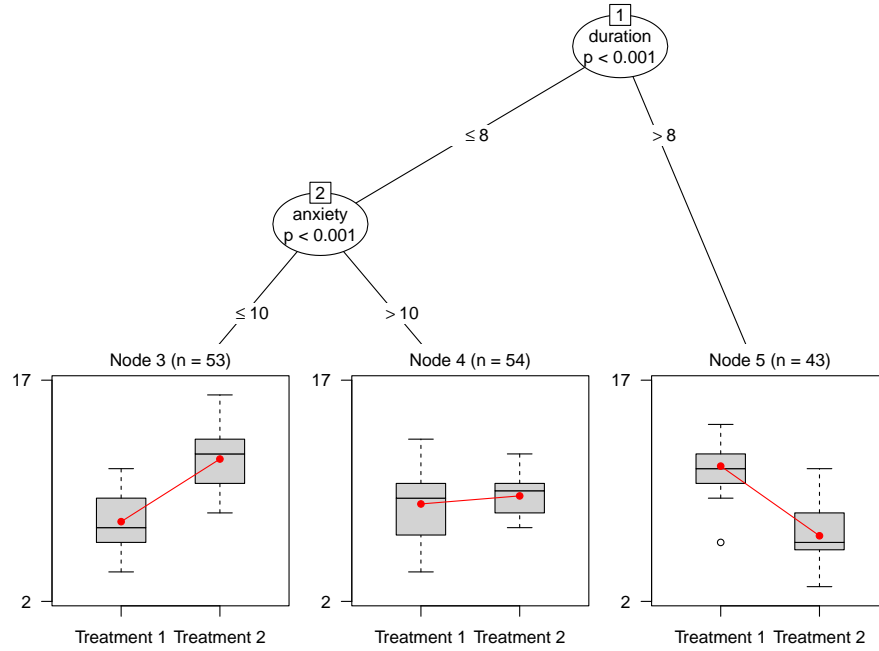 1
duration
p < 0.001
≤ 8
> 8
2
anxiety
p < 0.001
≤ 10
> 10
Node 3 (n = 53)
17
2
Treatment 1 Treatment 2
Node 4 (n = 54)
17
2
Treatment 1 Treatment 2
Node 5 (n = 43)
17
2
Treatment 1 Treatment 2